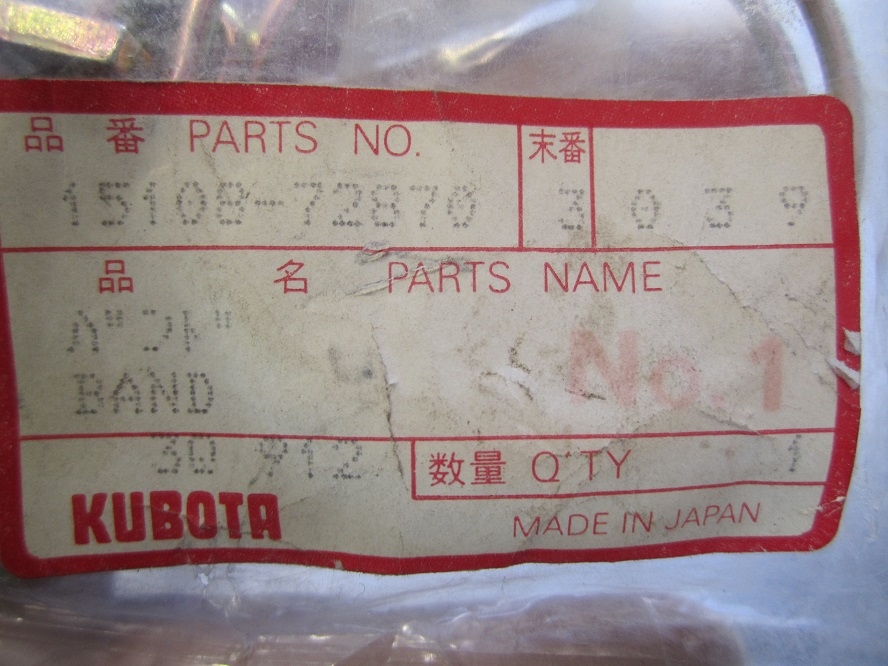 品番 PARTS NO. 末番
15108-72870 3 0 3 9
品名 PARTS NAME
バンド
BAND
No.1
30 912 数量 Q'TY 1
KUBOTA MADE IN JAPAN